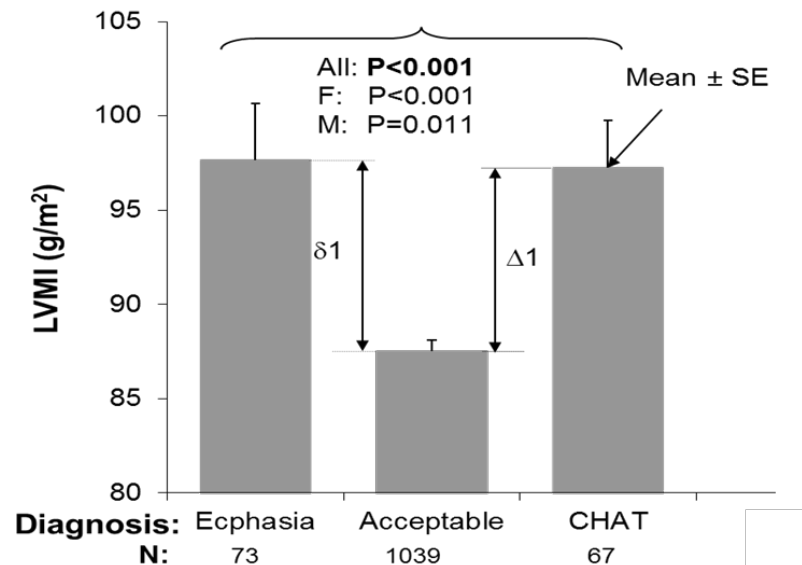 105
100
95
90
85
80
LVMI (g/m²)
All: P<0.001
F: P<0.001
M: P=0.011
Mean ± SE
δ1
Δ1
Diagnosis: Ecphasia Acceptable CHAT
N: 73 1039 67